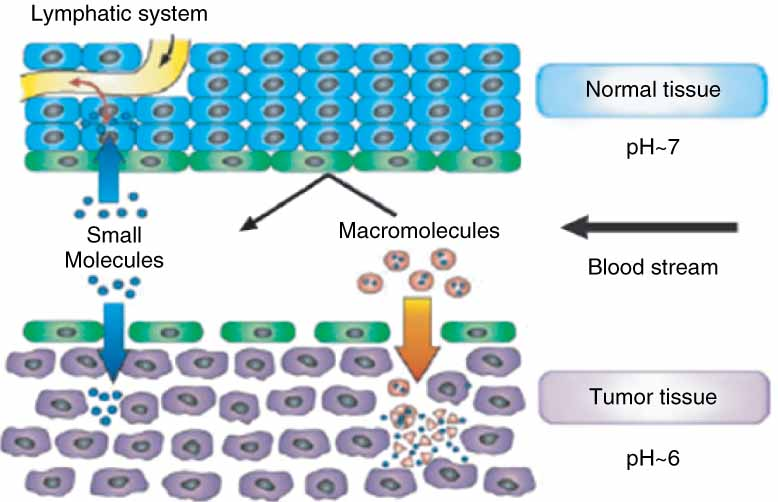 Lymphatic system
Normal tissue
pH~7
Small
Molecules
Macromolecules
Blood stream
Tumor tissue
pH~6